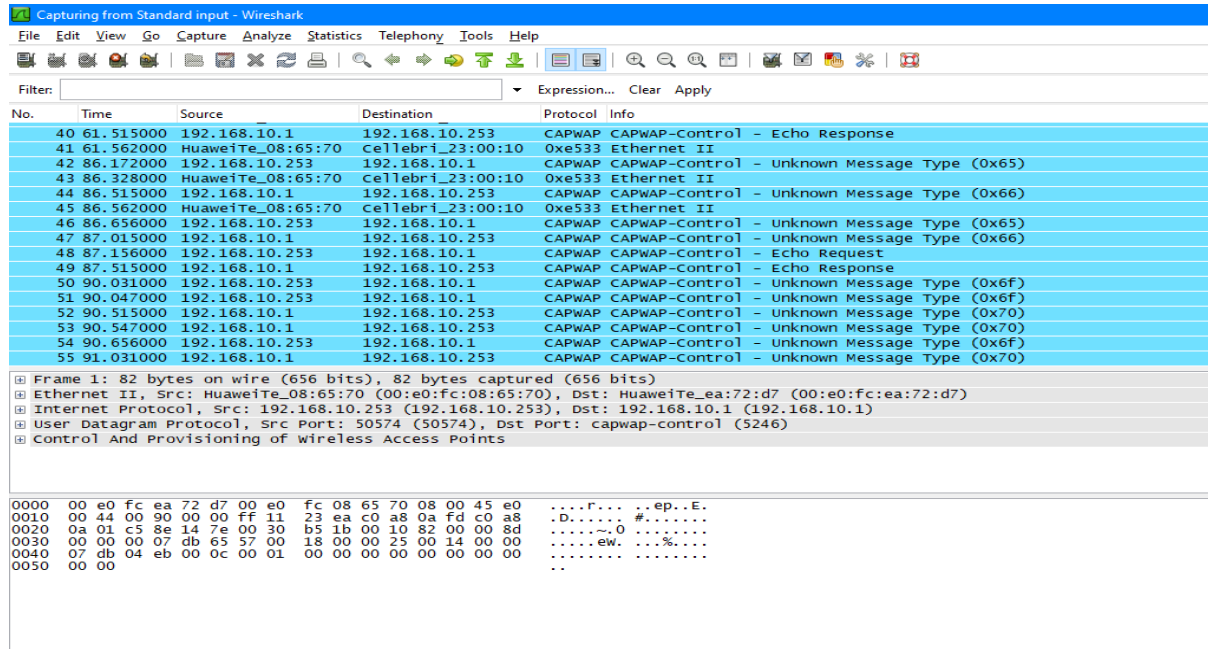 Capturing from Standard input - Wireshark
File Edit View Go Capture Analyze Statistics Telephony Tools Help
Filter: Expression... Clear Apply
No. Time Source Destination Protocol Info
40 61.515000 192.168.10.1 192.168.10.253 CAPWAP CAPWAP-Control - Echo Response
41 61.562000 HuaweiTe_08:65:70 Cellebri_23:00:10 0xe533 Ethernet II
42 86.172000 192.168.10.253 192.168.10.1 CAPWAP CAPWAP-Control - Unknown Message Type (0x65)
43 86.328000 HuaweiTe_08:65:70 Cellebri_23:00:10 0xe533 Ethernet II
44 86.515000 192.168.10.1 192.168.10.253 CAPWAP CAPWAP-Control - Unknown Message Type (0x66)
45 86.562000 HuaweiTe_08:65:70 Cellebri_23:00:10 0xe533 Ethernet II
46 86.656000 192.168.10.253 192.168.10.1 CAPWAP CAPWAP-Control - Unknown Message Type (0x65)
47 87.015000 192.168.10.1 192.168.10.253 CAPWAP CAPWAP-Control - Unknown Message Type (0x66)
48 87.156000 192.168.10.253 192.168.10.1 CAPWAP CAPWAP-Control - Echo Request
49 87.515000 192.168.10.1 192.168.10.253 CAPWAP CAPWAP-Control - Echo Response
50 90.031000 192.168.10.253 192.168.10.1 CAPWAP CAPWAP-Control - Unknown Message Type (0x6f)
51 90.047000 192.168.10.253 192.168.10.1 CAPWAP CAPWAP-Control - Unknown Message Type (0x6f)
52 90.515000 192.168.10.1 192.168.10.253 CAPWAP CAPWAP-Control - Unknown Message Type (0x70)
53 90.547000 192.168.10.1 192.168.10.253 CAPWAP CAPWAP-Control - Unknown Message Type (0x70)
54 90.656000 192.168.10.253 192.168.10.1 CAPWAP CAPWAP-Control - Unknown Message Type (0x6f)
55 91.031000 192.168.10.1 192.168.10.253 CAPWAP CAPWAP-Control - Unknown Message Type (0x70)
Frame 1: 82 bytes on wire (656 bits), 82 bytes captured (656 bits)
Ethernet II, Src: HuaweiTe_08:65:70 (00:e0:fc:08:65:70), Dst: HuaweiTe_ea:72:d7 (00:e0:fc:ea:72:d7)
Internet Protocol, Src: 192.168.10.253 (192.168.10.253), Dst: 192.168.10.1 (192.168.10.1)
User Datagram Protocol, Src Port: 50574 (50574), Dst Port: capwap-control (5246)
Control And Provisioning of Wireless Access Points
0000 00 e0 fc ea 72 d7 00 e0 fc 08 65 70 08 00 45 e0 ....r... ..ep..E.
0010 00 44 00 90 00 00 ff 11 23 ea c0 a8 0a fd c0 a8 .D...... #.......
0020 0a 01 c5 8e 14 7e 00 30 b5 1b 00 10 82 00 00 8d .....~.0 ........
0030 00 00 00 07 db 65 57 00 18 00 00 25 00 14 00 00 .....eW. ...%....
0040 07 db 04 eb 00 0c 00 01 00 00 00 00 00 00 00 00 ........ ........
0050 00 00 ..